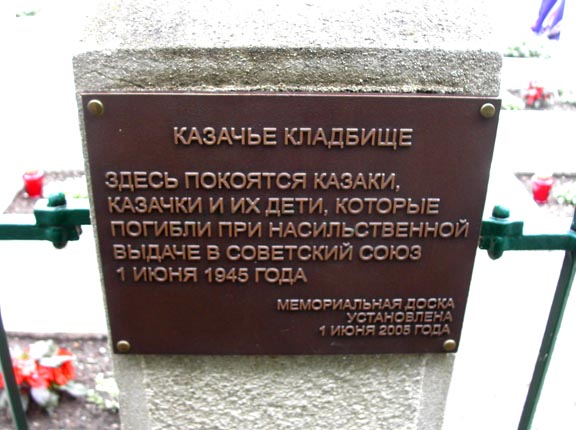 КАЗАЧЬЕ КЛАДБИЩЕ
ЗДЕСЬ ПОКОЯТСЯ КАЗАКИ,
КАЗАЧКИ И ИХ ДЕТИ, КОТОРЫЕ
ПОГИБЛИ ПРИ НАСИЛЬСТВЕННОЙ
ВЫДАЧЕ В СОВЕТСКИЙ СОЮЗ
1 ИЮНЯ 1945 ГОДА
МЕМОРИАЛЬНАЯ ДОСКА
УСТАНОВЛЕНА
1 ИЮНЯ 2005 ГОДА